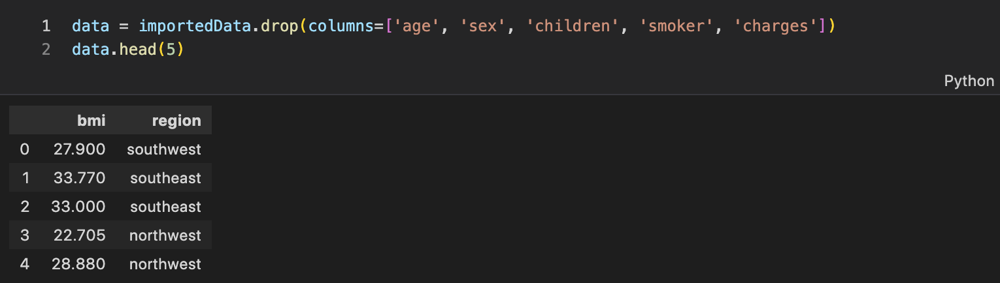 1 data = importedData.drop(columns=['age', 'sex', 'children', 'smoker', 'charges'])
2 data.head(5)
Python
bmi region
0 27.900 southwest
1 33.770 southeast
2 33.000 southeast
3 22.705 northwest
4 28.880 northwest